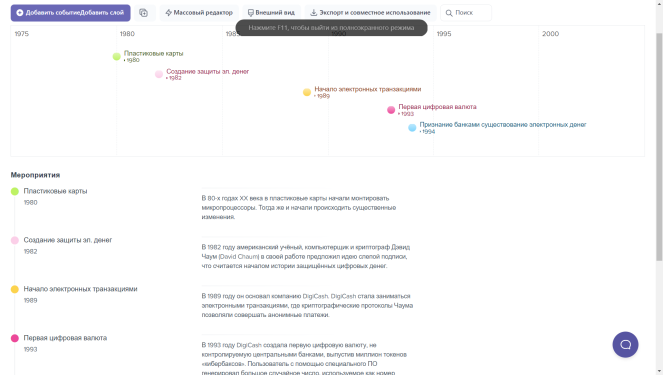 Добавить событиеДобавить слой
Массовый редактор
Внешний вид
Экспорт и совместное использование
Поиск
Нажмите F11, чтобы выйти из полноэкранного режима
1975
1980
1995
2000
Пластиковые карты
• 1980
Создание защиты эл. денег
• 1982
Начало электронных транзакциями
• 1989
Первая цифровая валюта
• 1993
Признание банками существование электронных денег
• 1994
Мероприятия
Пластиковые карты
1980
В 80-х годах XX века в пластиковые карты начали монтировать
микропроцессоры. Тогда же и начали происходить существенные
изменения.
Создание защиты эл. денег
1982
В 1982 году американский учёный, компьютерщик и криптограф Дэвид
Чаум (David Chaum) в своей работе предложил идею слепой подписи,
что считается началом истории защищённых цифровых денег.
Начало электронных транзакциями
1989
В 1989 году он основал компанию DigiCash. DigiCash стала заниматься
электронными транзакциями, где криптографические протоколы Чаума
позволяли совершать анонимные платежи.
Первая цифровая валюта
1993
В 1993 году DigiCash создала первую цифровую валюту, не
контролируемую центральными банками, выпустив миллион токенов
«киберваксов». Пользователь с помощью специального ПО
генерировал большое случайное число, используемое как номер